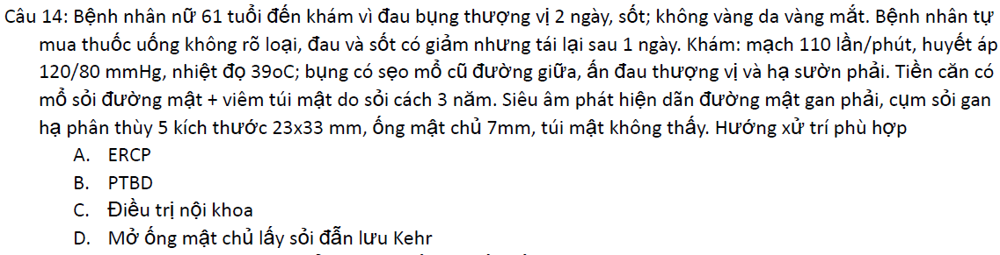 Câu 14: Bệnh nhân nữ 61 tuổi đến khám vì đau bụng thượng vị 2 ngày, sốt; không vàng da vàng mắt. Bệnh nhân tự
mua thuốc uống không rõ loại, đau và sốt có giảm nhưng tái lại sau 1 ngày. Khám: mạch 110 lần/phút, huyết áp
120/80 mmHg, nhiệt đọ 39oC; bụng có sẹo mổ cũ đường giữa, ấn đau thượng vị và hạ sườn phải. Tiền căn có
mổ sỏi đường mật + viêm túi mật do sỏi cách 3 năm. Siêu âm phát hiện dãn đường mật gan phải, cụm sỏi gan
hạ phân thùy 5 kích thước 23x33 mm, ống mật chủ 7mm, túi mật không thấy. Hướng xử trí phù hợp
A. ERCP
B. PTBD
C. Điều trị nội khoa
D. Mở ống mật chủ lấy sỏi đẫn lưu Kehr